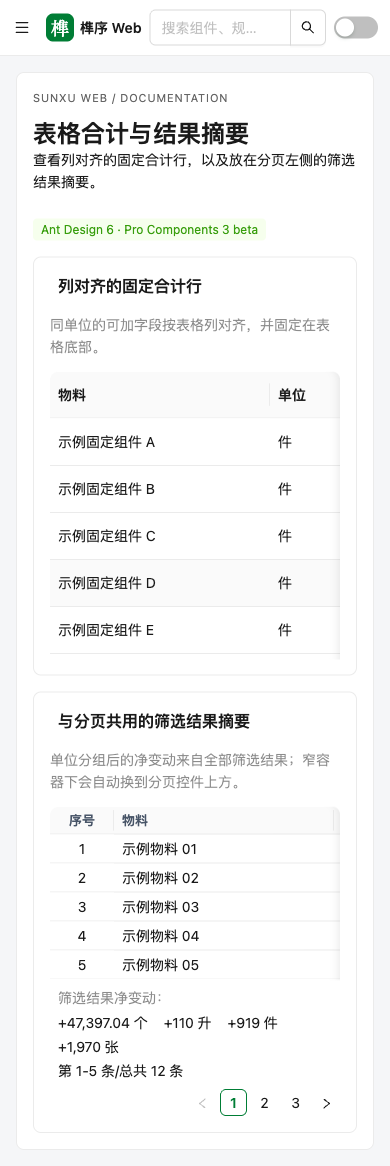 榫 榫序 Web 搜索组件、规...
SUNXU WEB / DOCUMENTATION
表格合计与结果摘要
查看列对齐的固定合计行，以及放在分页左侧的筛选
结果摘要。
Ant Design 6 · Pro Components 3 beta
列对齐的固定合计行
同单位的可加字段按表格列对齐，并固定在表
格底部。
物料 单位
示例固定组件 A 件
示例固定组件 B 件
示例固定组件 C 件
示例固定组件 D 件
示例固定组件 E 件
与分页共用的筛选结果摘要
单位分组后的净变动来自全部筛选结果；窄容
器下会自动换到分页控件上方。
序号 物料
1 示例物料 01
2 示例物料 02
3 示例物料 03
4 示例物料 04
5 示例物料 05
筛选结果净变动：
+47,397.04 个 +110 升 +919 件
+1,970 张
第 1-5 条/总共 12 条
1 2 3